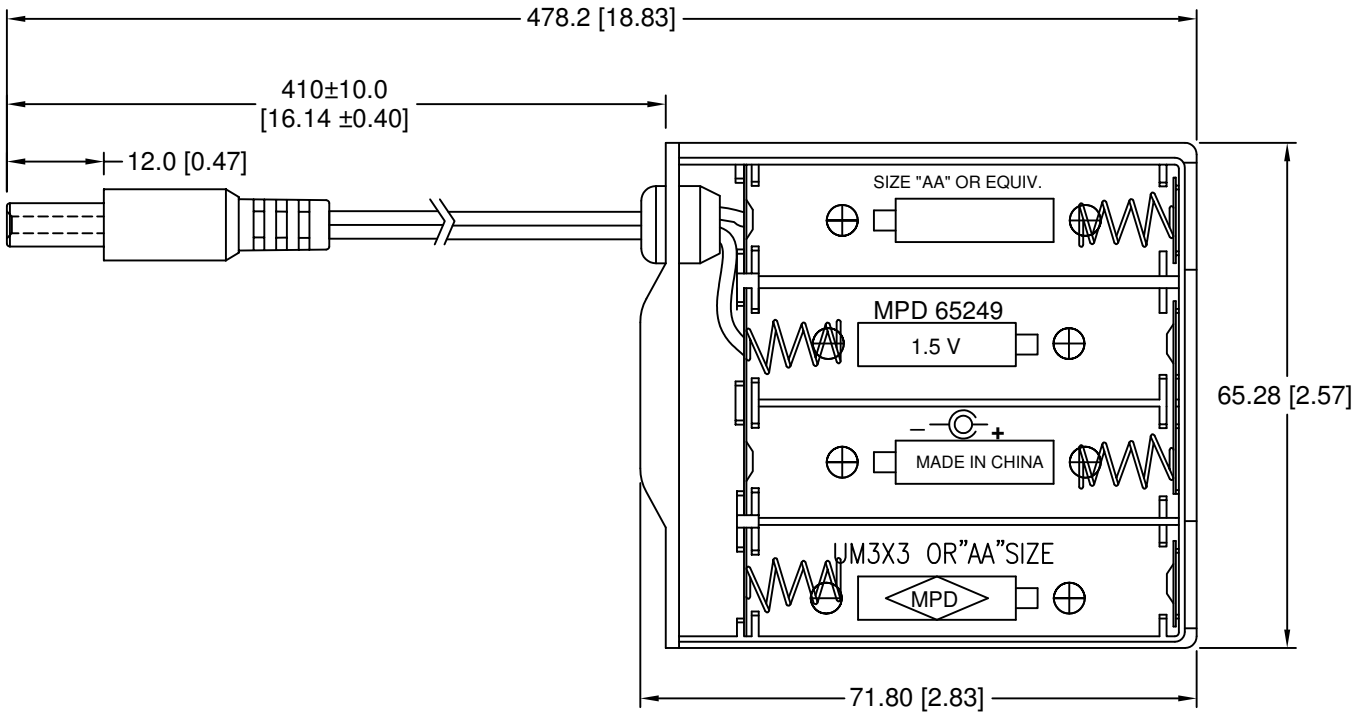 478.2 [18.83]
410±10.0
[16.14 ±0.40]
12.0 [0.47]
SIZE "AA" OR EQUIV.
MPD 65249
1.5 V
65.28 [2.57]
− +
MADE IN CHINA
UM3X3 OR"AA"SIZE
MPD
71.80 [2.83]